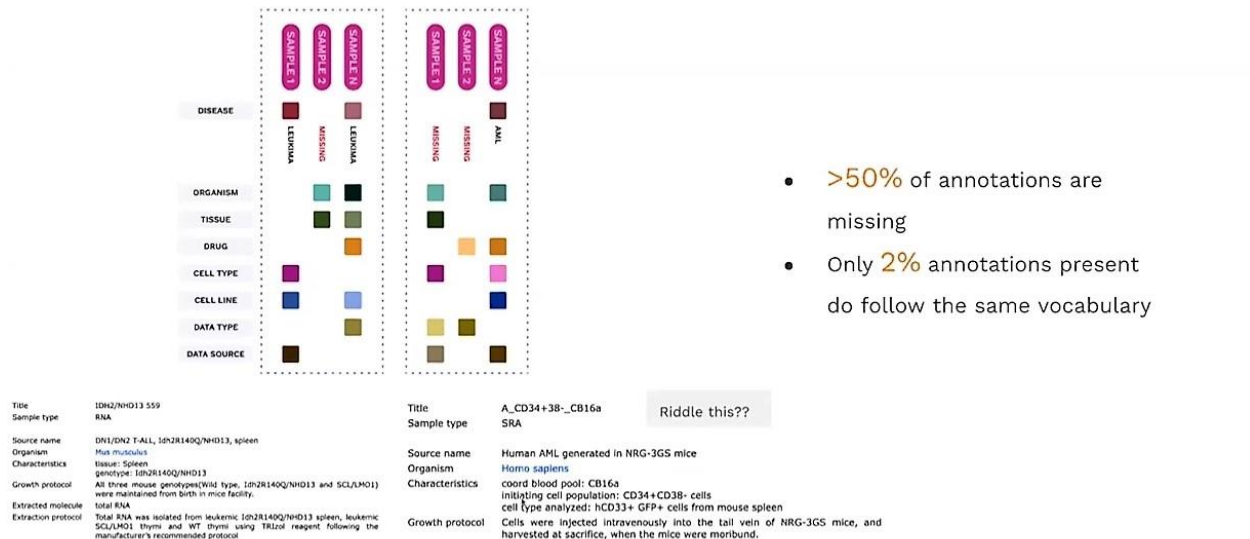 SAMPLE 1
SAMPLE 2
SAMPLE N
SAMPLE 1
SAMPLE 2
SAMPLE N
DISEASE
LEUKIMA
MISSING
LEUKIMA
MISSING
MISSING
AML
ORGANISM
TISSUE
DRUG
CELL TYPE
CELL LINE
DATA TYPE
DATA SOURCE
• >50% of annotations are
missing
• Only 2% annotations present
do follow the same vocabulary
Title IDH2/NHD13 559
Sample type RNA
Source name DN1/DN2 T-ALL, Idh2R140Q/NHD13, spleen
Organism Mus musculus
Characteristics tissue: Spleen
genotype: Idh2R140Q/NHD13
Growth protocol All three mouse genotypes(Wild type, Idh2R140Q/NHD13 and SCL/LMO1)
were maintained from birth in mice facility.
Extracted molecule total RNA
Extraction protocol Total RNA was isolated from leukemic Idh2R140Q/NHD13 spleen, leukemic
SCL/LMO1 thymi and WT thymi using TRIzol reagent following the
manufacturer's recommended protocol
Title A_CD34+38-_CB16a
Sample type SRA
Riddle this??
Source name Human AML generated in NRG-3GS mice
Organism Homo sapiens
Characteristics coord blood pool: CB16a
initiating cell population: CD34+CD38- cells
cell type analyzed: hCD33+ GFP+ cells from mouse spleen
Growth protocol Cells were injected intravenously into the tail vein of NRG-3GS mice, and
harvested at sacrifice, when the mice were moribund.